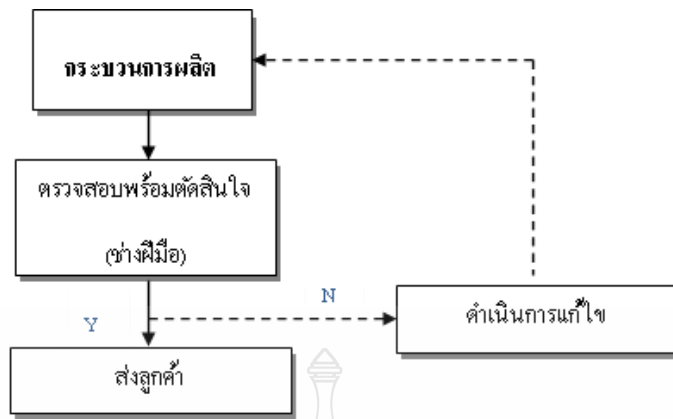 กระบวนการผลิต
ตรวจสอบพร้อมตัดสินใจ
(ช่างฝีมือ)
N
Y
ดำเนินการแก้ไข
ส่งลูกค้า